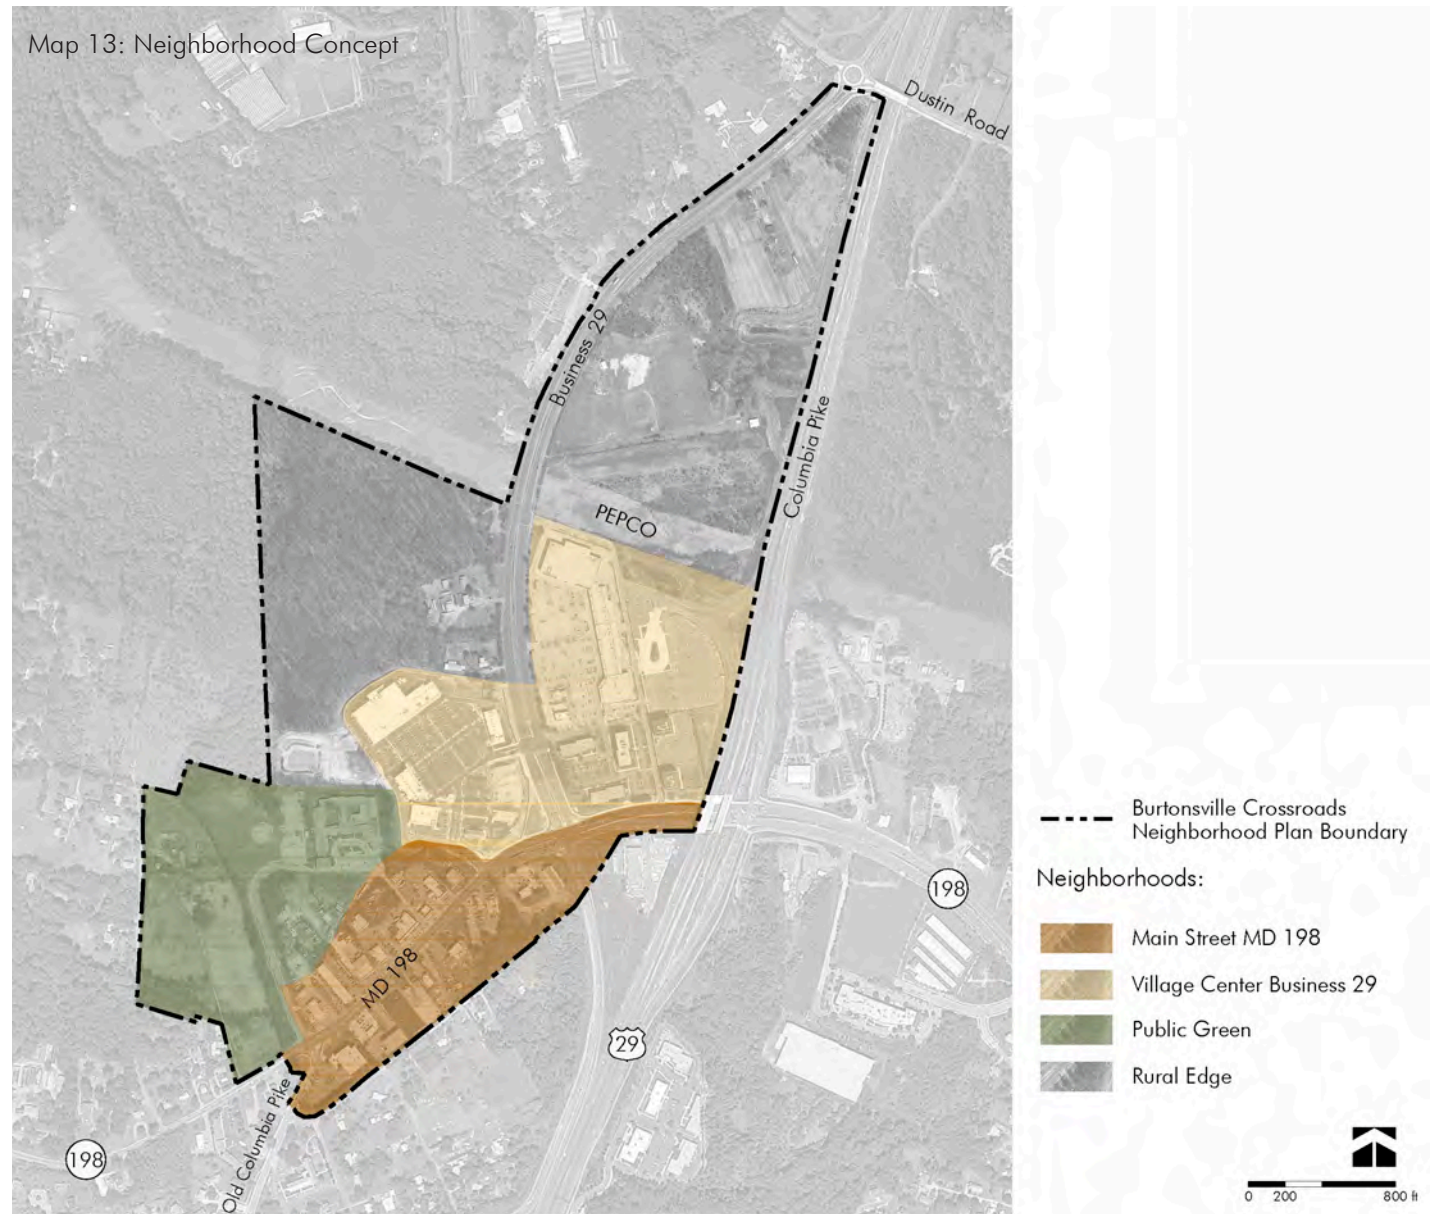 Map 13: Neighborhood Concept
Dustin Road
Business 29
Columbia Pike
PEPCO
Burtonsville Crossroads
Neighborhood Plan Boundary
Neighborhoods:
198
Main Street MD 198
MD 198
Village Center Business 29
Public Green
29
Rural Edge
Old Columbia Pike
198
0 200 800 ft